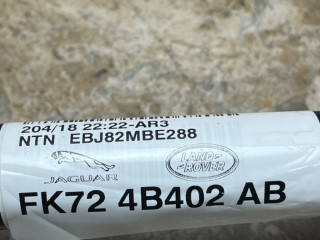 204/18 22:22-AR3
NTN EBJ82MBE288
JAGUAR
LAND-
ROVER
FK72 4B402 AB